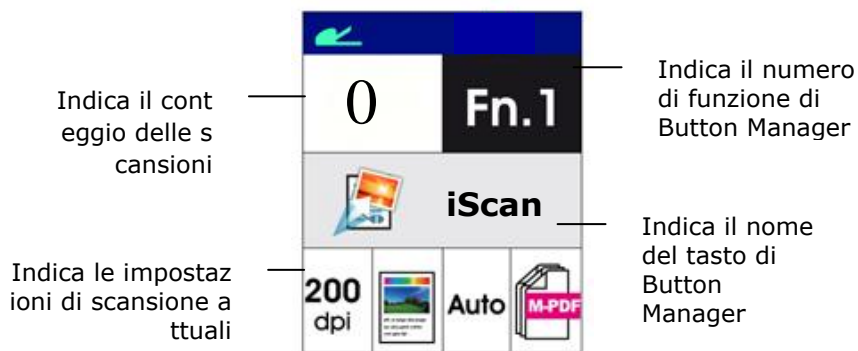 Indica il cont
eggio delle s
cansioni
0
Fn.1
Indica il numero
di funzione di
Button Manager
iScan
Indica il nome
del tasto di
Button
Manager
Indica le impostaz
ioni di scansione a
ttuali
200
dpi
Auto
M-PDF